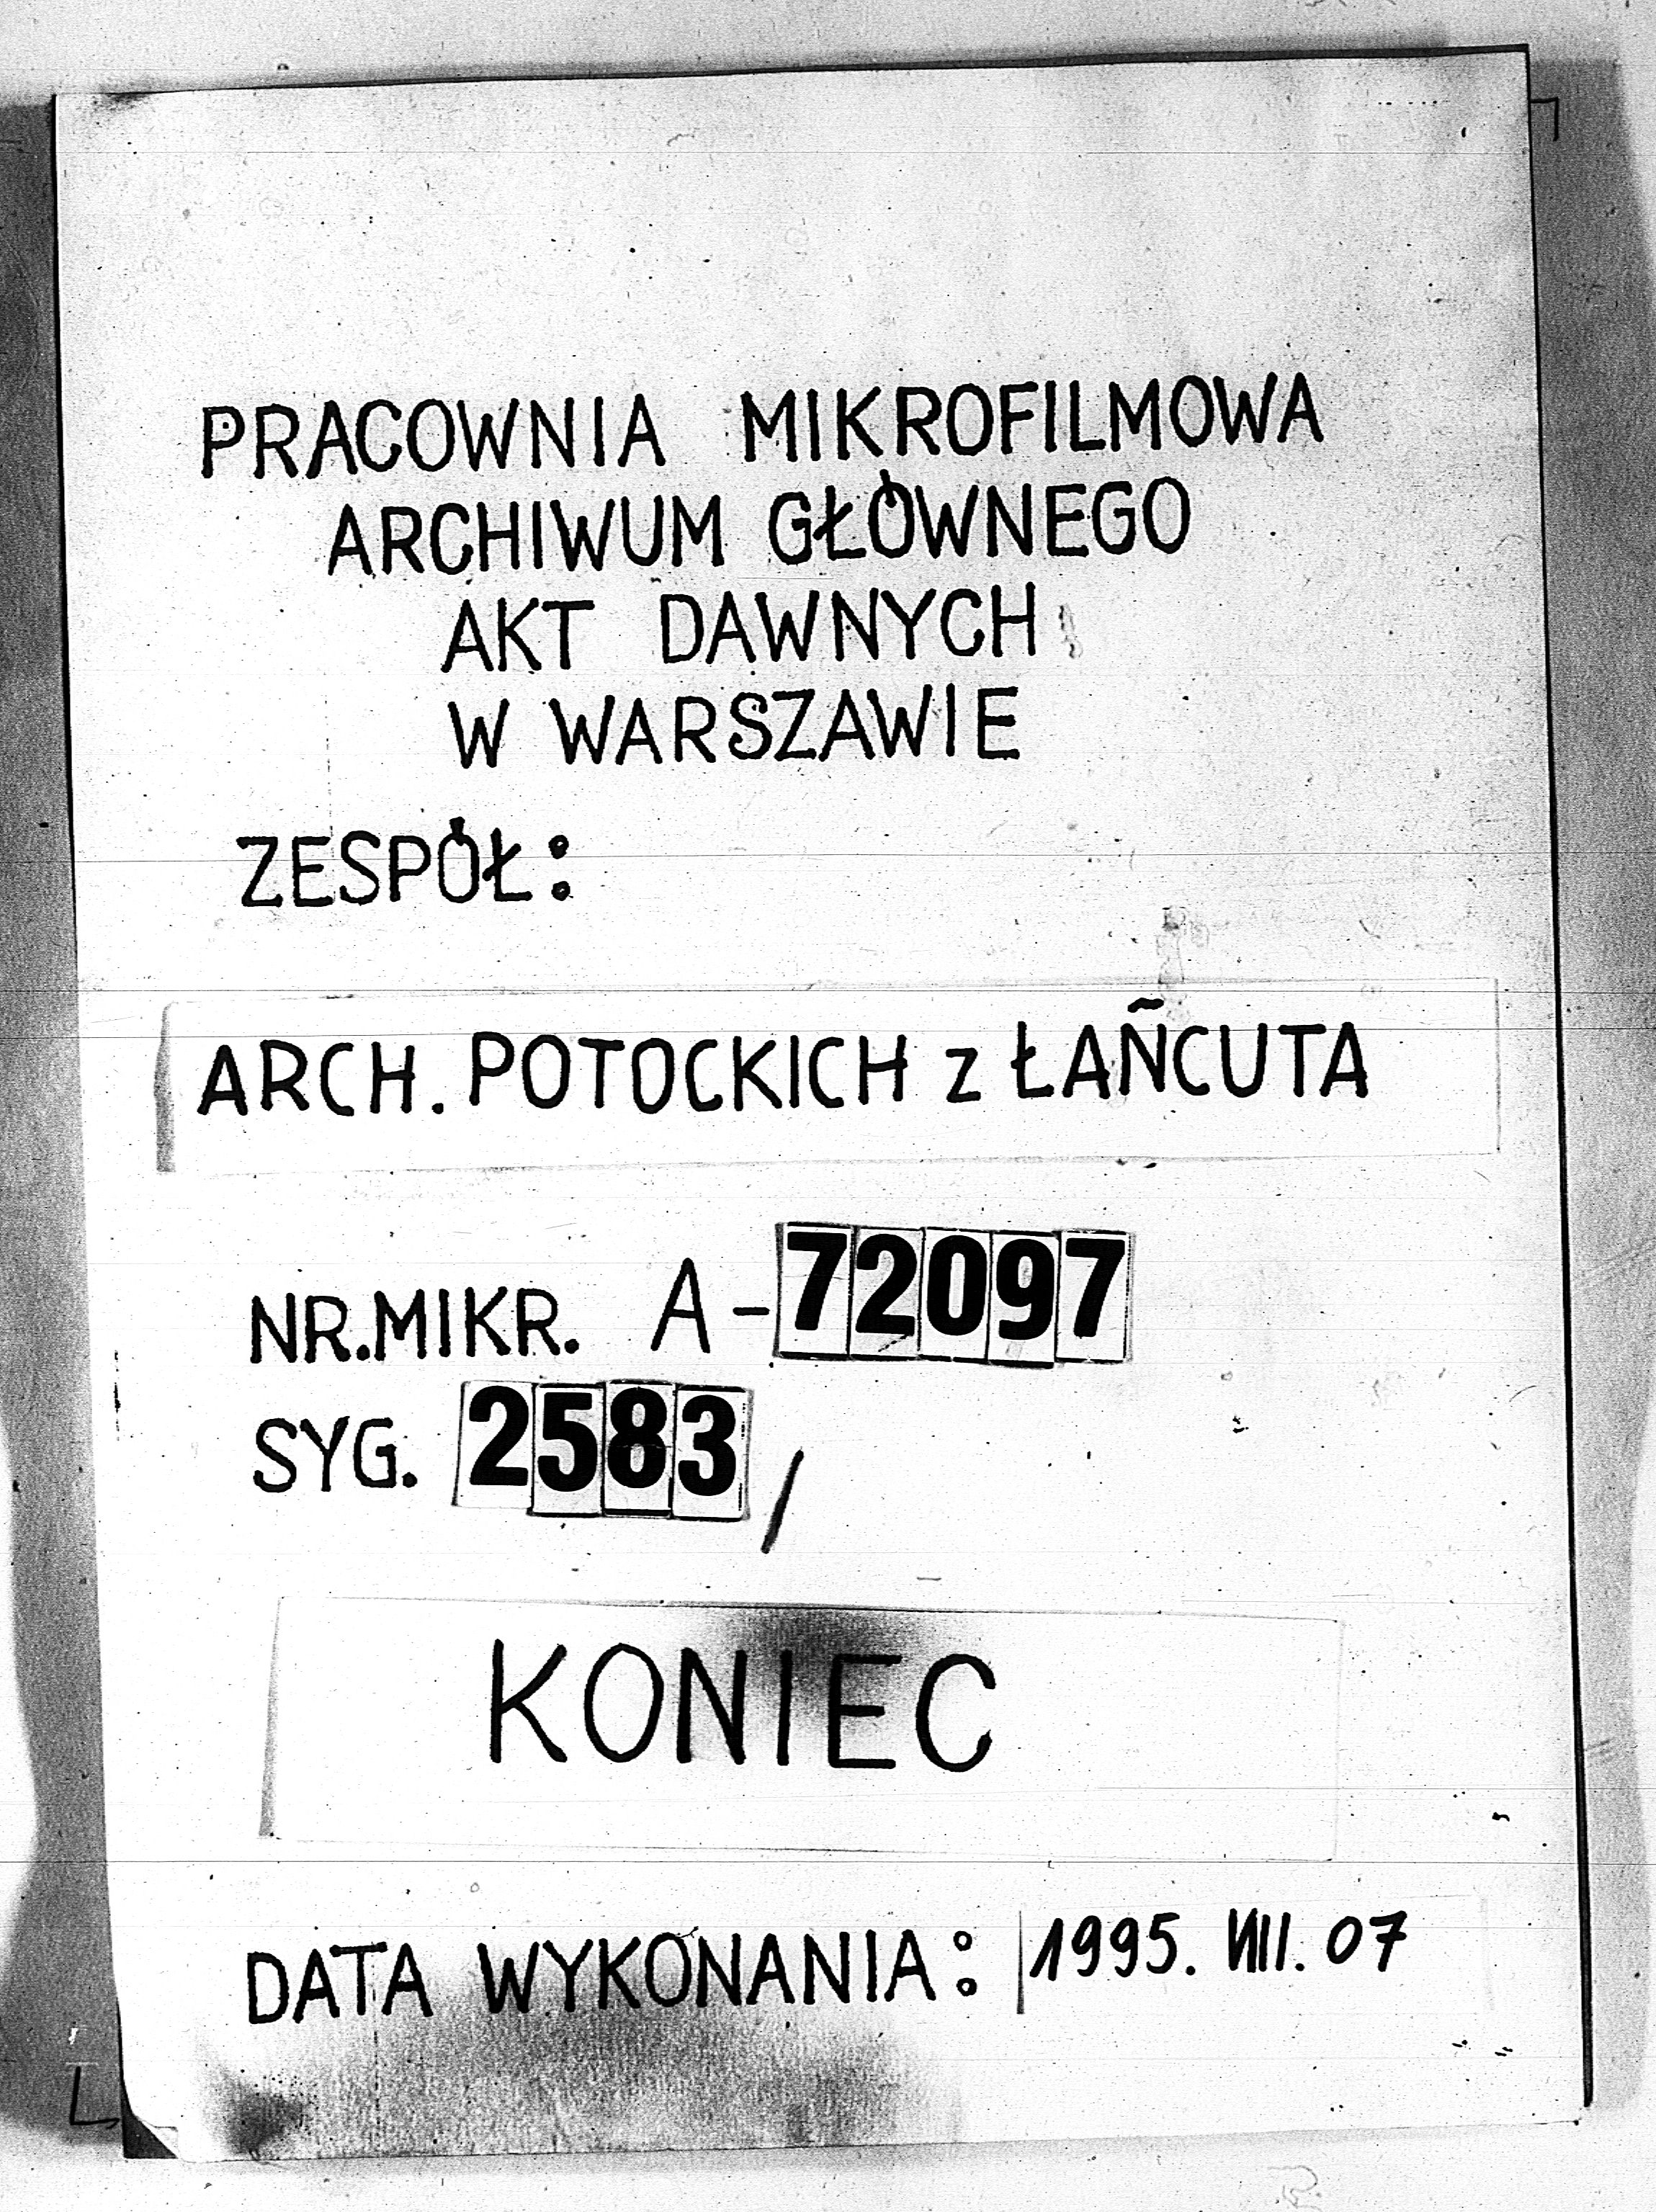 PRACOWNIA MIKROFILMOWA
ARCHIWUM GŁÓWNEGO
AKT DAWNYCH
W WARSZAWIE
ZESPÓŁ:
ARCH. POTOCKICH z ŁAŃCUTA
NR.MIKR. A-72097
SYG. 2583/
KONIEC
DATA WYKONANIA: 1995. VIII. 07